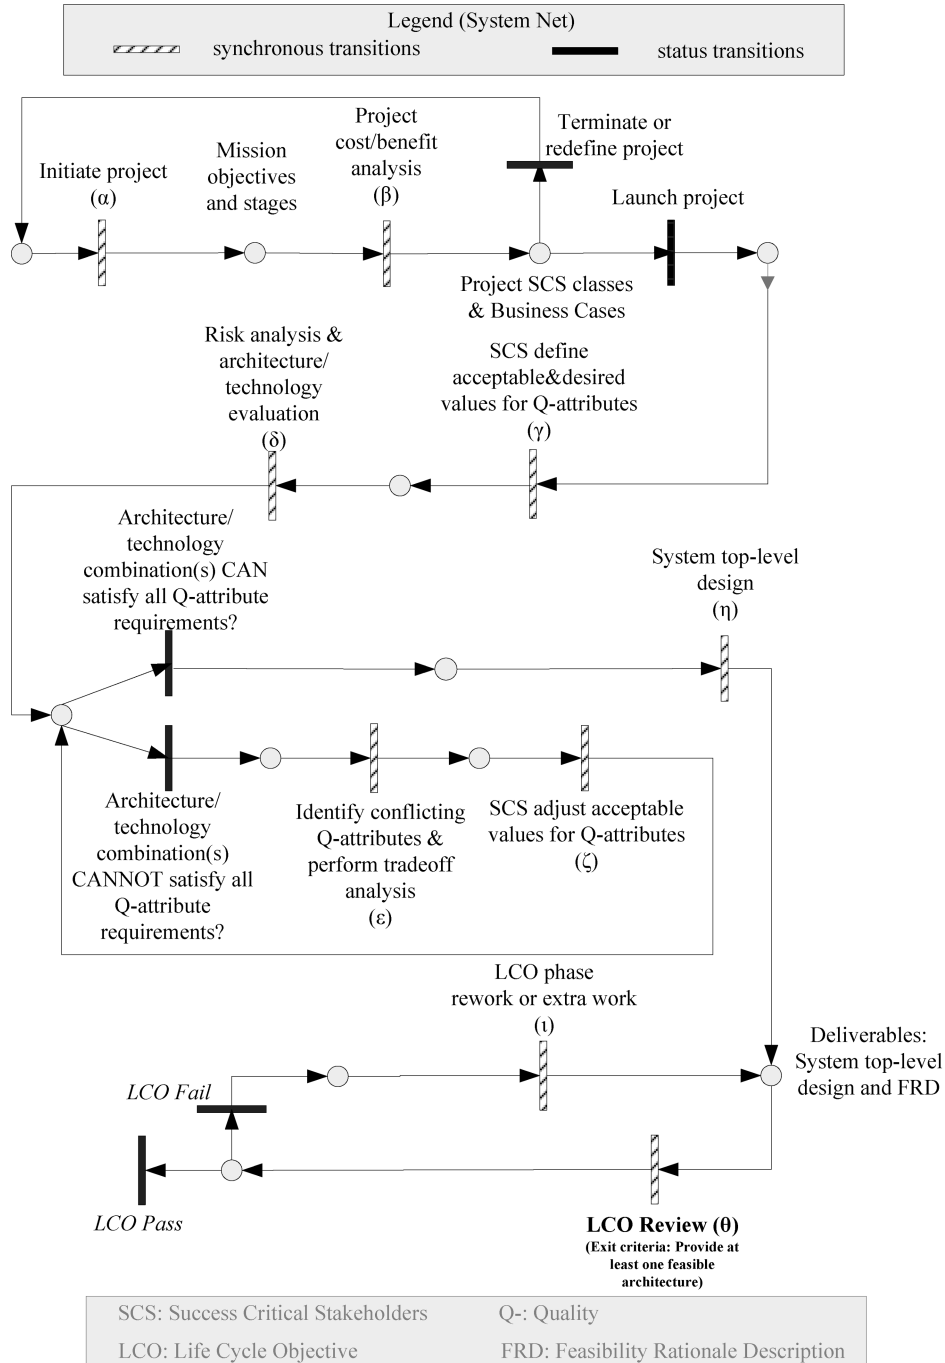 Legend (System Net)
synchronous transitions
status transitions
Project
cost/benefit
analysis
(β)
Terminate or
redefine project
Mission
objectives
and stages
Initiate project
(α)
Launch project
Project SCS classes
& Business Cases
Risk analysis &
architecture/
technology
evaluation
(δ)
SCS define
acceptable&desired
values for Q-attributes
(γ)
Architecture/
technology
combination(s) CAN
satisfy all Q-attribute
requirements?
System top-level
design
(η)
Architecture/
technology
combination(s)
CANNOT satisfy all
Q-attribute
requirements?
Identify conflicting
Q-attributes &
perform tradeoff
analysis
(ε)
SCS adjust acceptable
values for Q-attributes
(ζ)
LCO phase
rework or extra work
(ι)
Deliverables:
System top-level
design and FRD
LCO Fail
LCO Pass
LCO Review (θ)
(Exit criteria: Provide at
least one feasible
architecture)
SCS: Success Critical Stakeholders
Q-: Quality
LCO: Life Cycle Objective
FRD: Feasibility Rationale Description